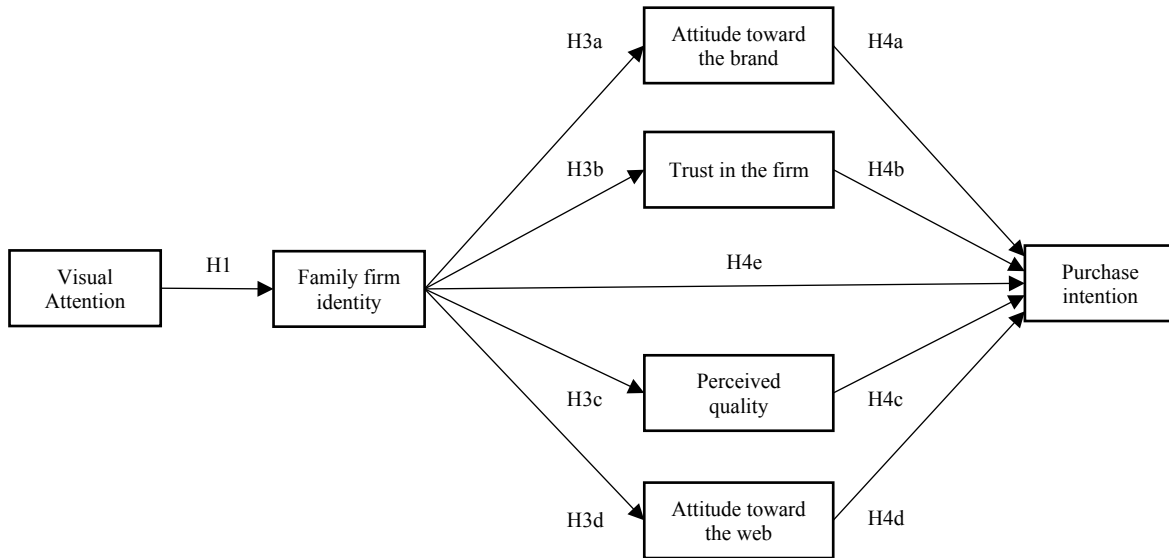 H3a
Attitude toward
the brand
H4a
H3b
Trust in the firm
H4b
Visual
Attention
H1
Family firm
identity
H4e
Purchase
intention
H3c
Perceived
quality
H4c
H3d
Attitude toward
the web
H4d